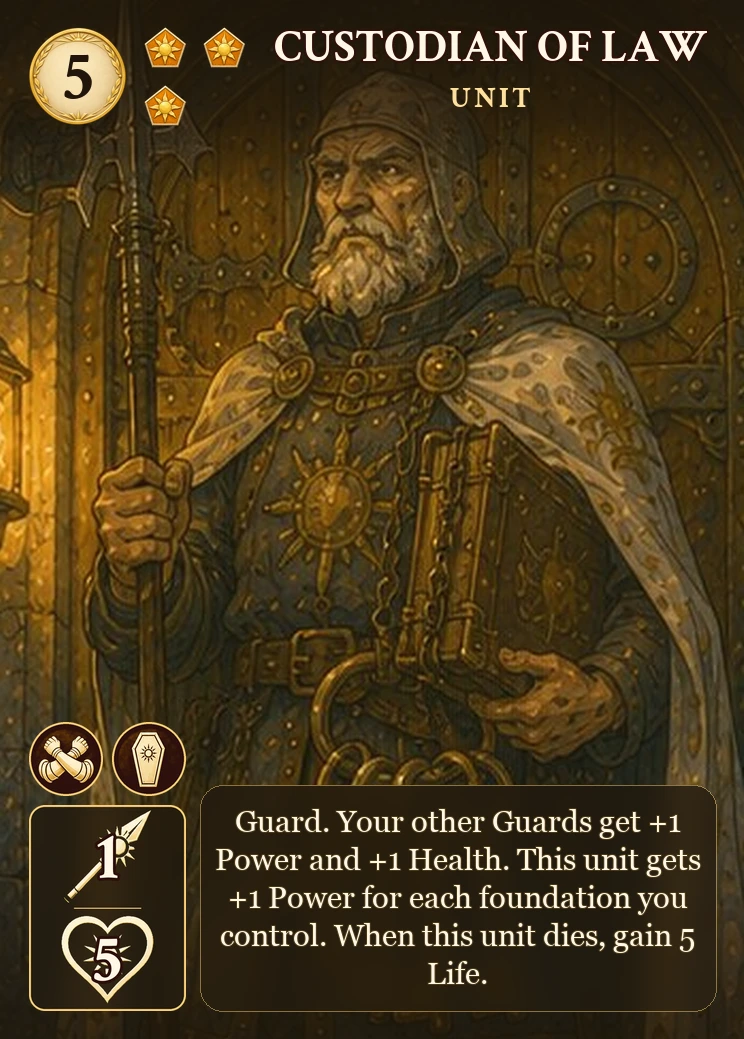 5
CUSTODIAN OF LAW
UNIT
1
5
Guard. Your other Guards get +1
Power and +1 Health. This unit gets
+1 Power for each foundation you
control. When this unit dies, gain 5
Life.